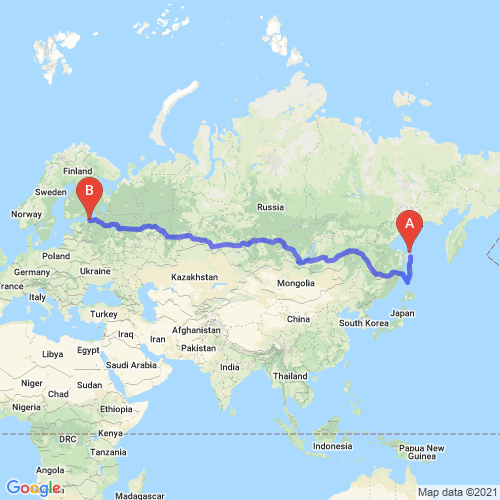 Finland
Sweden
Norway
Russia
B
A
Germany
Ukraine
France
Kazakhstan
Mongolia
Italy
Turkey
China
South Korea
Japan
Iraq
Iran
Afghanistan
Pakistan
Libya
Egypt
Saudi Arabia
India
Thailand
Niger
Chad
Sudan
Nigeria
Ethiopia
DRC
Kenya
Tanzania
Indonesia
Papua New
Guinea
Angola
Namibia
Madagascar
Google
Map data ©2021